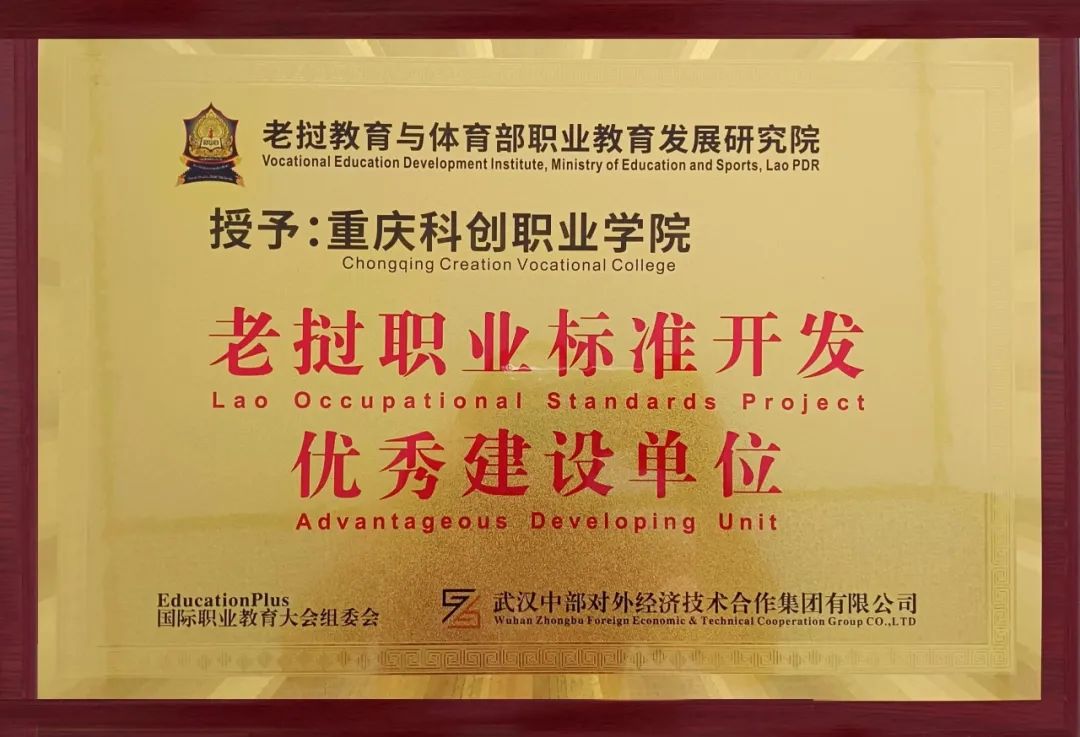 老挝教育与体育部职业教育发展研究院
Vocational Education Development Institute, Ministry of Education and Sports, Lao PDR
授予：重庆科创职业学院
Chongqing Creation Vocational College
老挝职业标准开发
Lao Occupational Standards Project
优秀建设单位
Advantageous Developing Unit
EducationPlus
国际职业教育大会组委会
武汉中部对外经济技术合作集团有限公司
Wuhan Zhongbu Foreign Economic & Technical Cooperation Group CO.,LTD